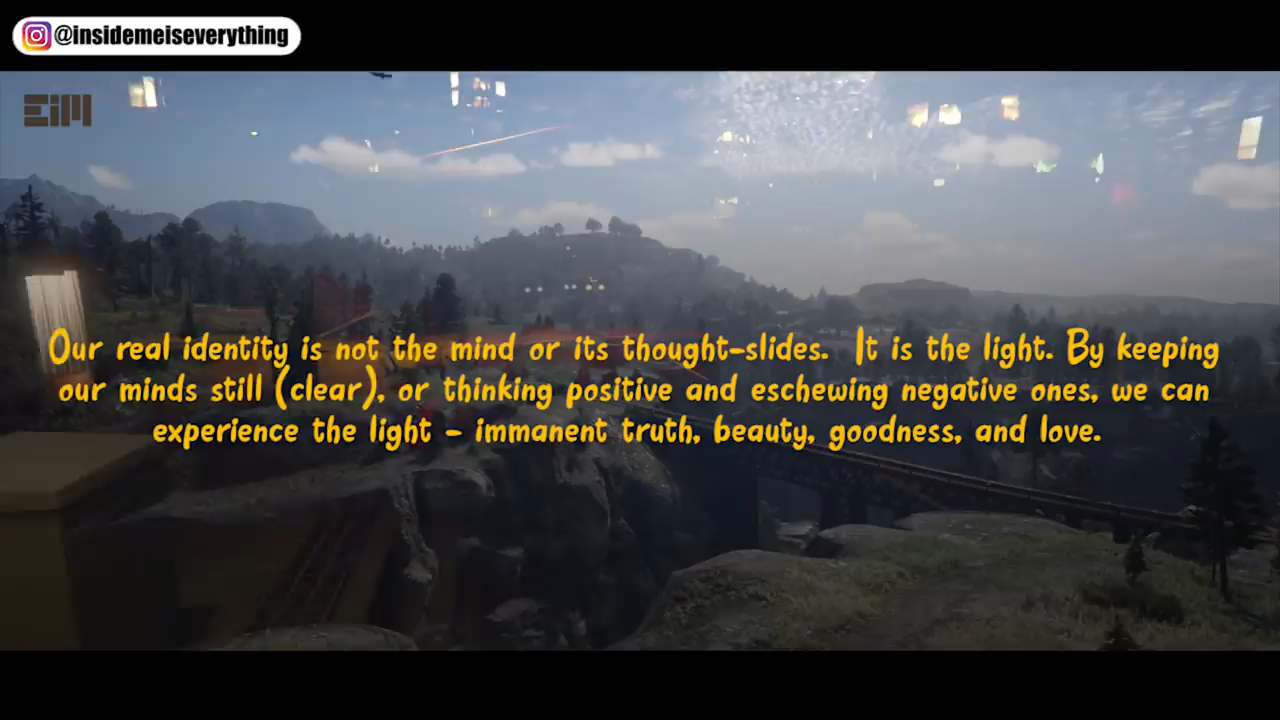 @insidemeiseverything
EiM
Our real identity is not the mind or its thought-slides. It is the light. By keeping
our minds still (clear), or thinking positive and eschewing negative ones, we can
experience the light - immanent truth, beauty, goodness, and love.